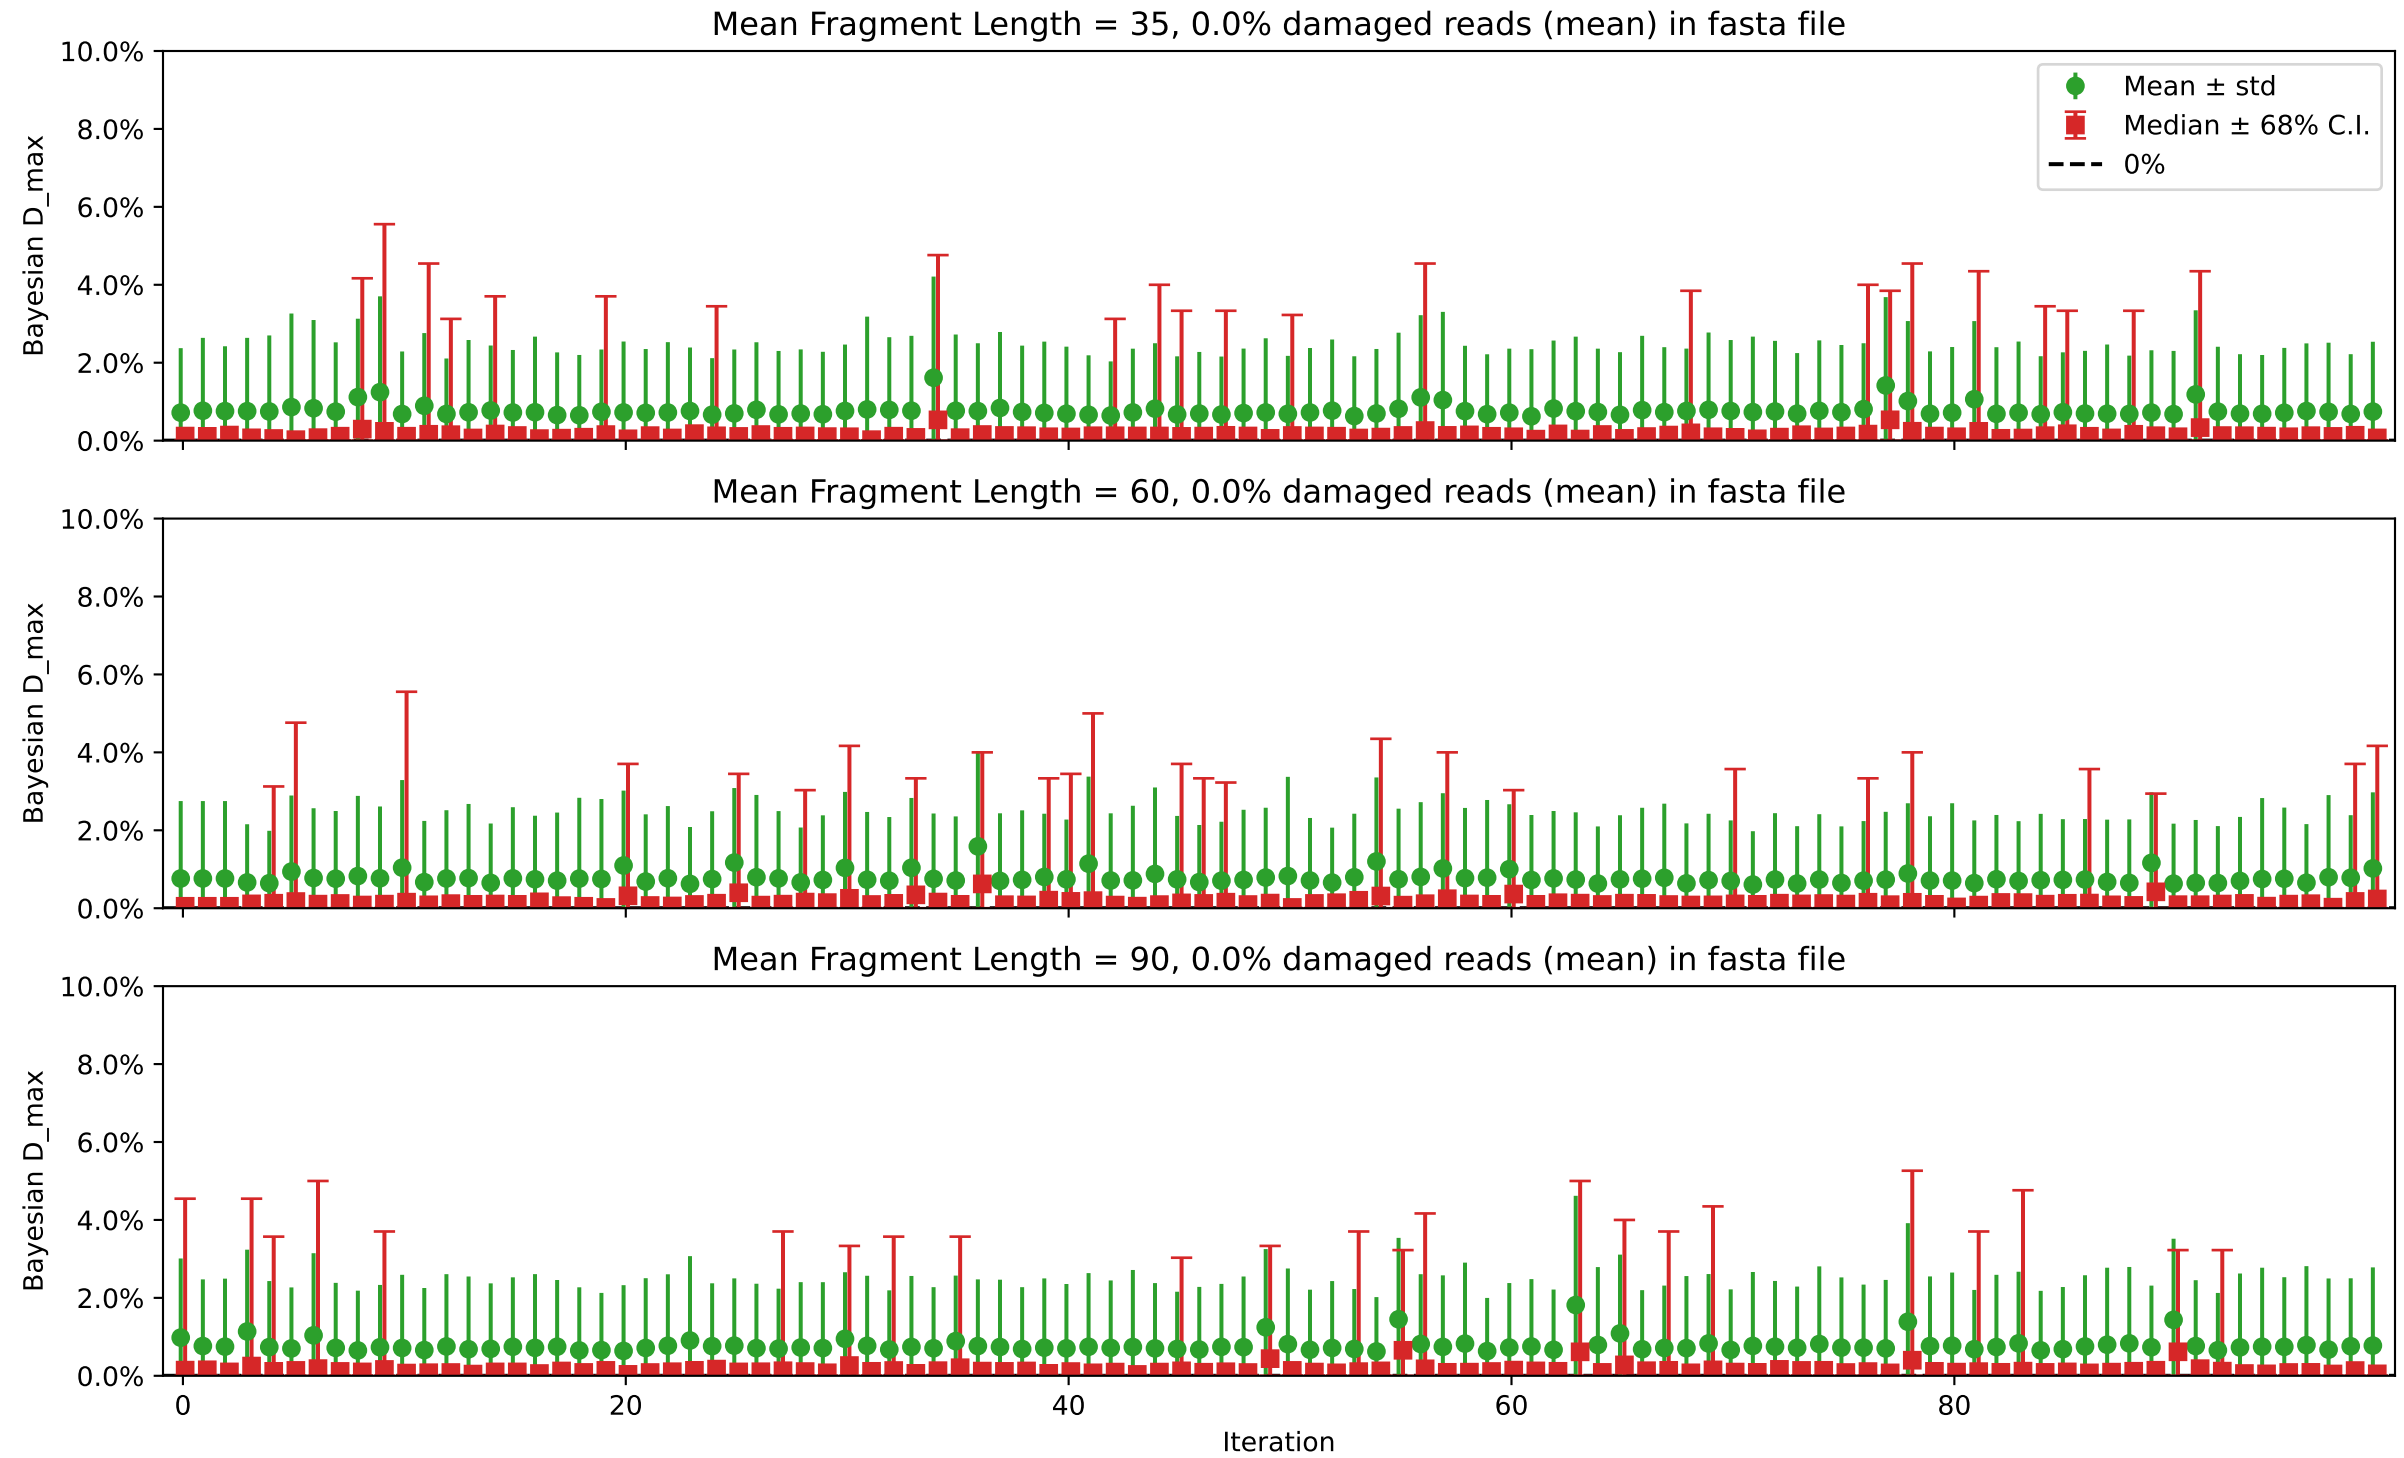 Mean Fragment Length = 35, 0.0% damaged reads (mean) in fasta file
10.0%
8.0%
6.0%
4.0%
2.0%
0.0%
Bayesian D_max
Mean ± std
Median ± 68% C.I.
0%
Mean Fragment Length = 60, 0.0% damaged reads (mean) in fasta file
10.0%
8.0%
6.0%
4.0%
2.0%
0.0%
Bayesian D_max
Mean Fragment Length = 90, 0.0% damaged reads (mean) in fasta file
10.0%
8.0%
6.0%
4.0%
2.0%
0.0%
Bayesian D_max
0 20 40 60 80
Iteration